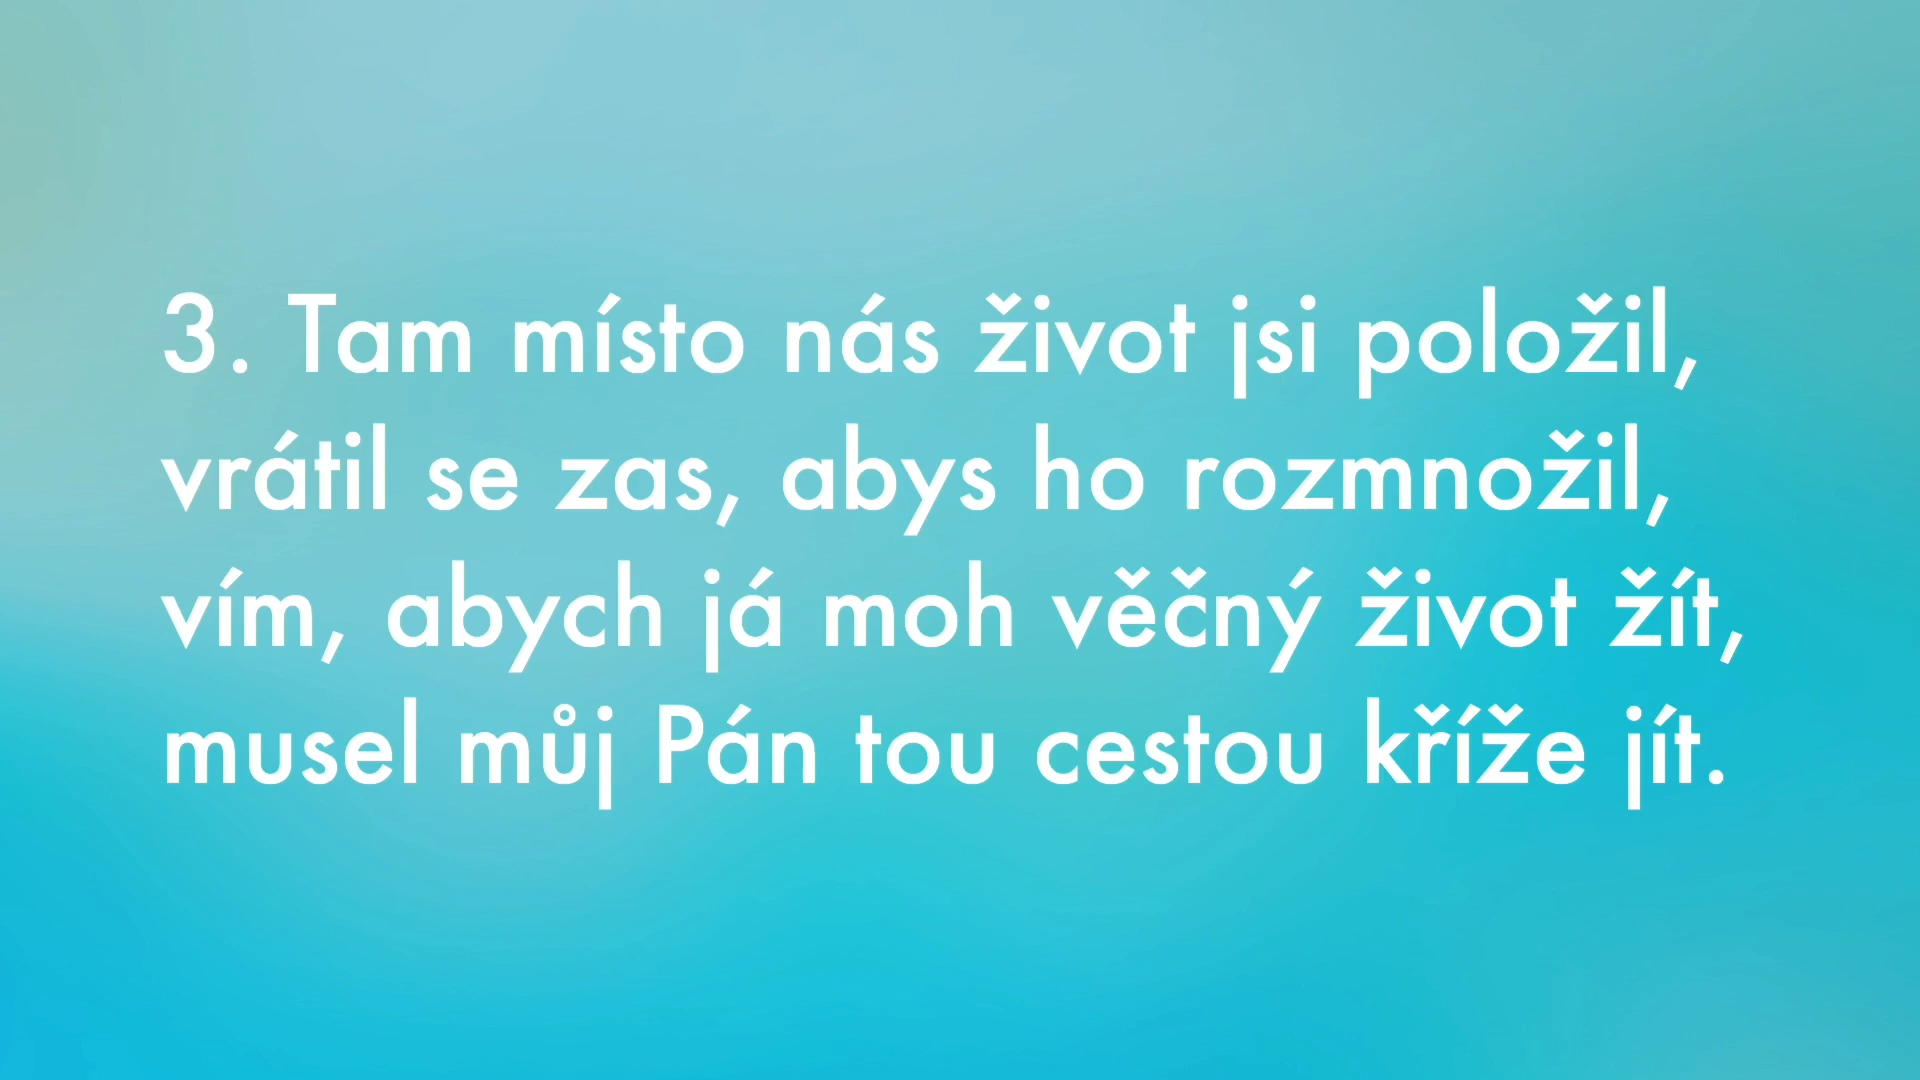 3. Tam místo nás život jsi položil,
vrátil se zas, abys ho rozmnožil,
vím, abych já moh věčný život žít,
musel můj Pán tou cestou kříže jít.